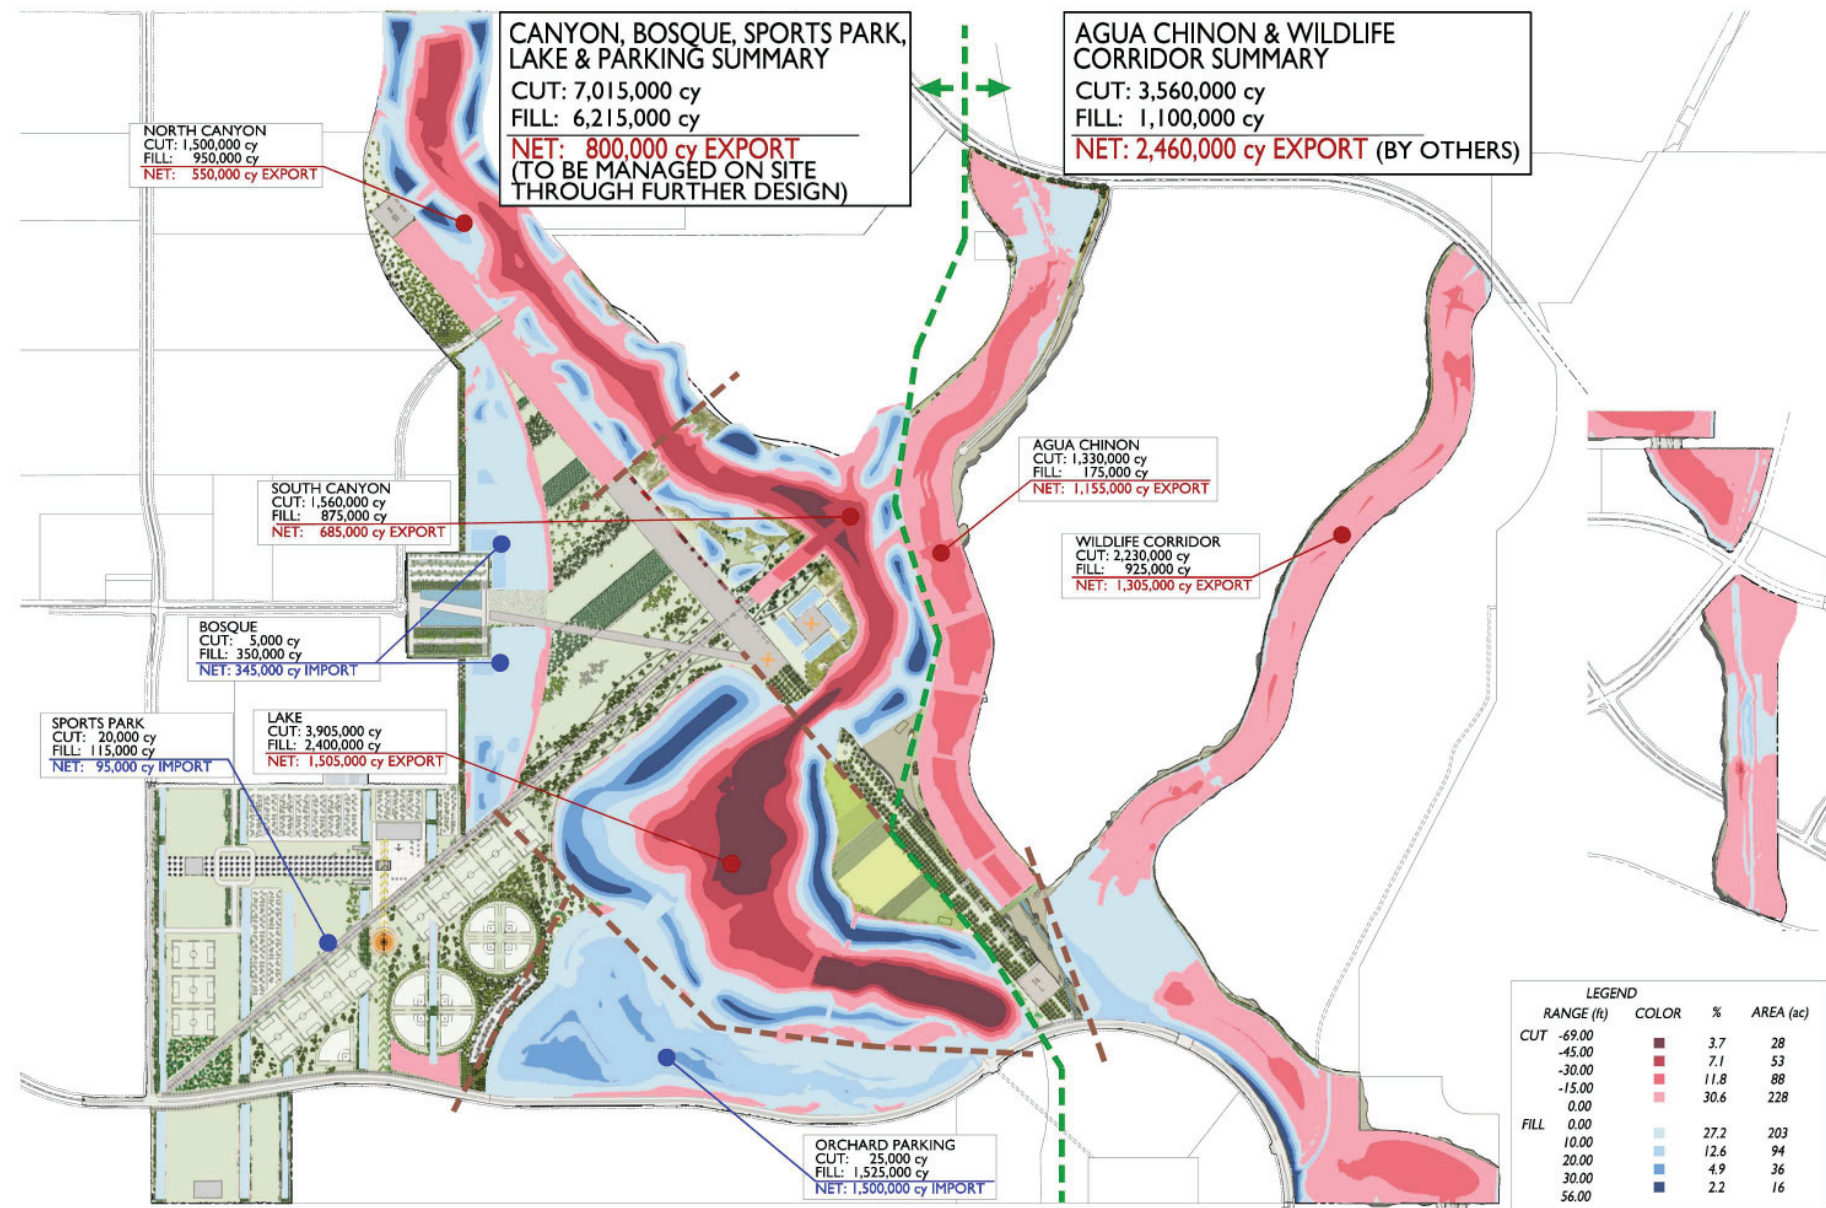 CANYON, BOSQUE, SPORTS PARK,
LAKE & PARKING SUMMARY
CUT: 7,015,000 cy
FILL: 6,215,000 cy
NET: 800,000 cy EXPORT
(TO BE MANAGED ON SITE
THROUGH FURTHER DESIGN)
AGUA CHINON & WILDLIFE
CORRIDOR SUMMARY
CUT: 3,560,000 cy
FILL: 1,100,000 cy
NET: 2,460,000 cy EXPORT (BY OTHERS)
NORTH CANYON
CUT: 1,500,000 cy
FILL: 950,000 cy
NET: 550,000 cy EXPORT
AGUA CHINON
CUT: 1,330,000 cy
FILL: 175,000 cy
NET: 1,155,000 cy EXPORT
SOUTH CANYON
CUT: 1,560,000 cy
FILL: 875,000 cy
NET: 685,000 cy EXPORT
WILDLIFE CORRIDOR
CUT: 2,230,000 cy
FILL: 925,000 cy
NET: 1,305,000 cy EXPORT
BOSQUE
CUT: 5,000 cy
FILL: 350,000 cy
NET: 345,000 cy IMPORT
SPORTS PARK
CUT: 20,000 cy
FILL: 115,000 cy
NET: 95,000 cy IMPORT
LAKE
CUT: 3,905,000 cy
FILL: 2,400,000 cy
NET: 1,505,000 cy EXPORT
ORCHARD PARKING
CUT: 25,000 cy
FILL: 1,525,000 cy
NET: 1,500,000 cy IMPORT
LEGEND
RANGE (ft) COLOR % AREA (ac)
CUT -69.00
3.7 28
-45.00
7.1 53
-30.00
11.8 88
-15.00
30.6 228
0.00
FILL 0.00
27.2 203
10.00
12.6 94
20.00
4.9 36
30.00
2.2 16
56.00